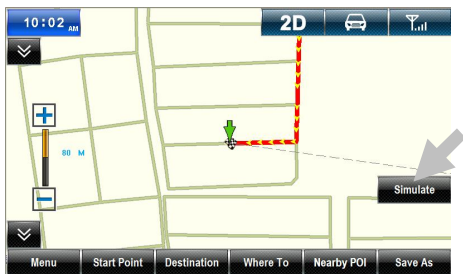 10:02 AM
2D
80 M
Simulate
Menu
Start Point
Destination
Where To
Nearby POI
Save As